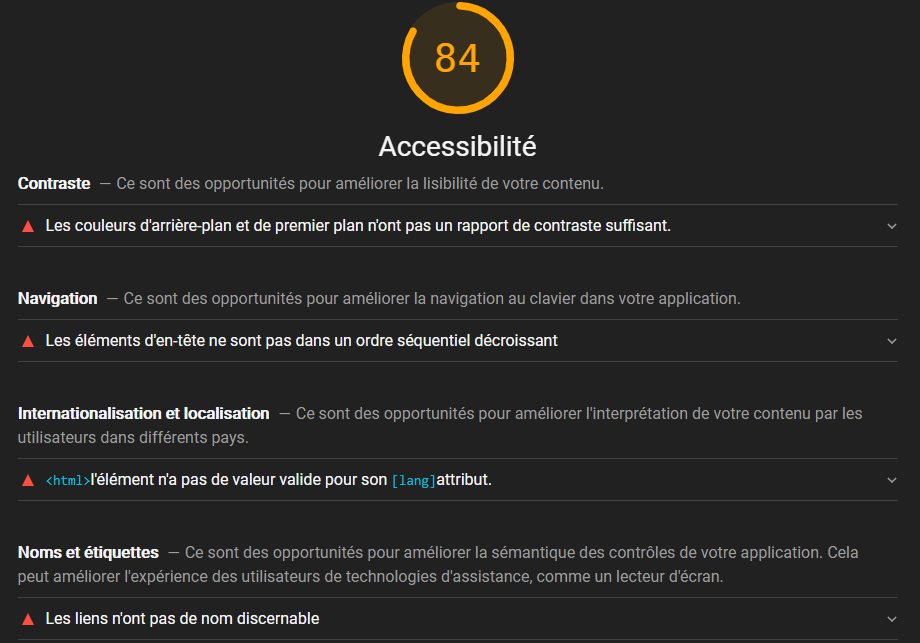 84
Accessibilité
Contraste — Ce sont des opportunités pour améliorer la lisibilité de votre contenu.
Les couleurs d'arrière-plan et de premier plan n'ont pas un rapport de contraste suffisant.
Navigation — Ce sont des opportunités pour améliorer la navigation au clavier dans votre application.
Les éléments d'en-tête ne sont pas dans un ordre séquentiel décroissant
Internationalisation et localisation — Ce sont des opportunités pour améliorer l'interprétation de votre contenu par les
utilisateurs dans différents pays.
<html>l'élément n'a pas de valeur valide pour son [lang]attribut.
Noms et étiquettes — Ce sont des opportunités pour améliorer la sémantique des contrôles de votre application. Cela
peut améliorer l'expérience des utilisateurs de technologies d'assistance, comme un lecteur d'écran.
Les liens n'ont pas de nom discernable